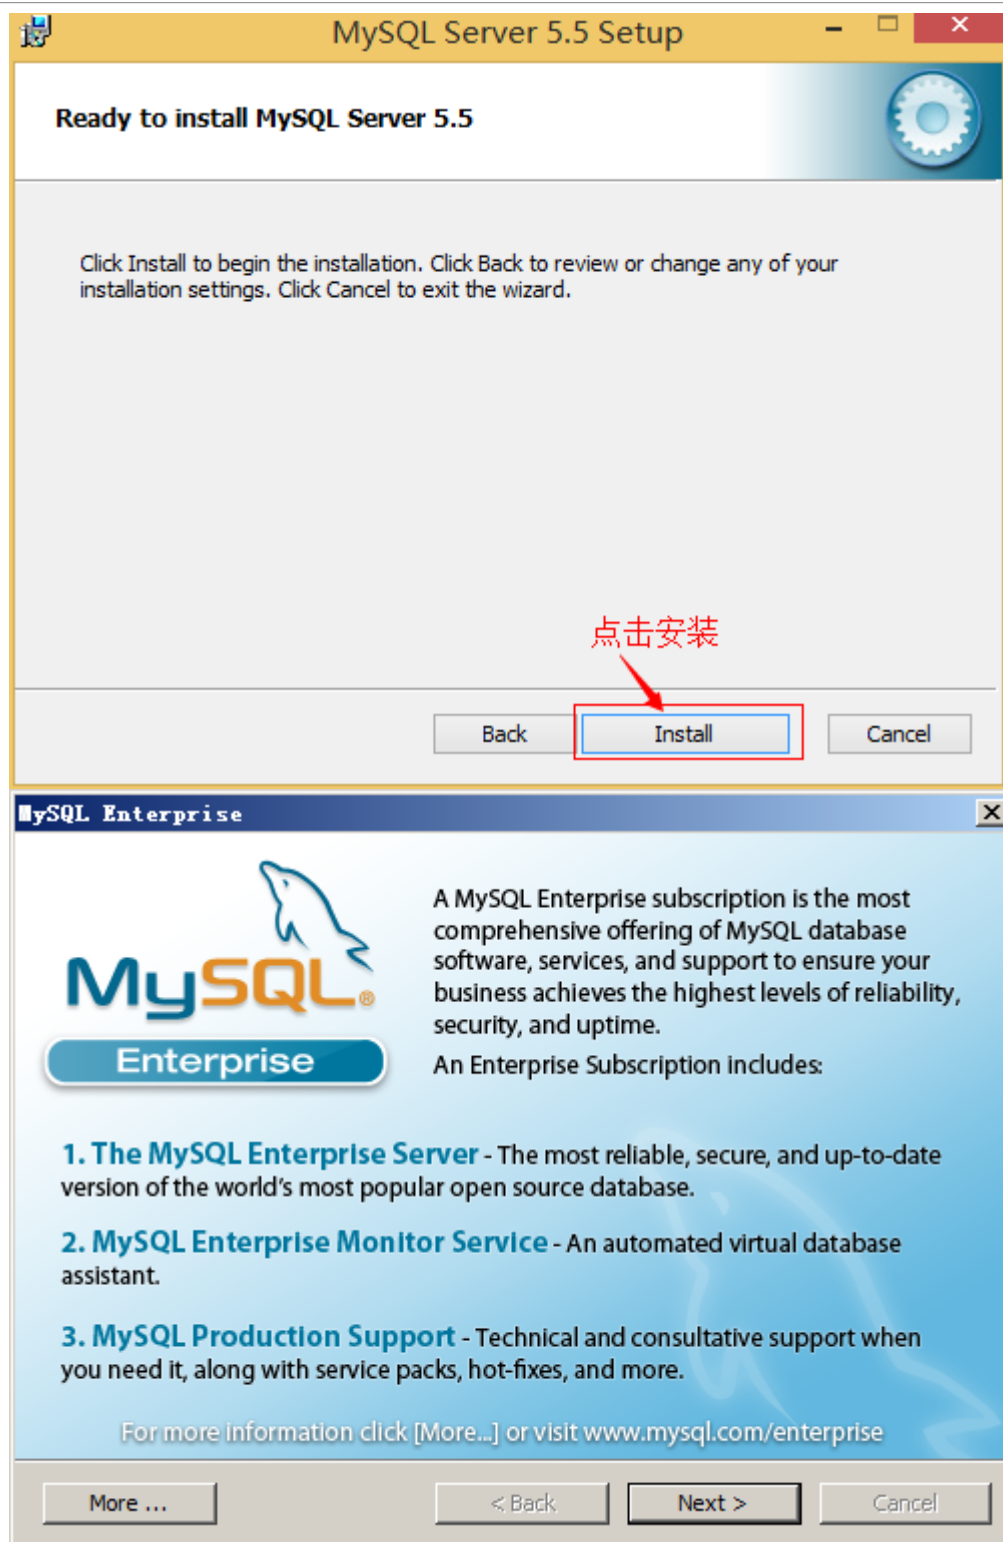 MySQL Server 5.5 Setup
Ready to install MySQL Server 5.5
Click Install to begin the installation. Click Back to review or change any of your
installation settings. Click Cancel to exit the wizard.
点击安装
Back Install Cancel
MySQL Enterprise
MySQL®
Enterprise
A MySQL Enterprise subscription is the most
comprehensive offering of MySQL database
software, services, and support to ensure your
business achieves the highest levels of reliability,
security, and uptime.
An Enterprise Subscription includes:
1. The MySQL Enterprise Server - The most reliable, secure, and up-to-date
version of the world's most popular open source database.
2. MySQL Enterprise Monitor Service - An automated virtual database
assistant.
3. MySQL Production Support - Technical and consultative support when
you need it, along with service packs, hot-fixes, and more.
For more information click [More...] or visit www.mysql.com/enterprise
More ... < Back Next > Cancel